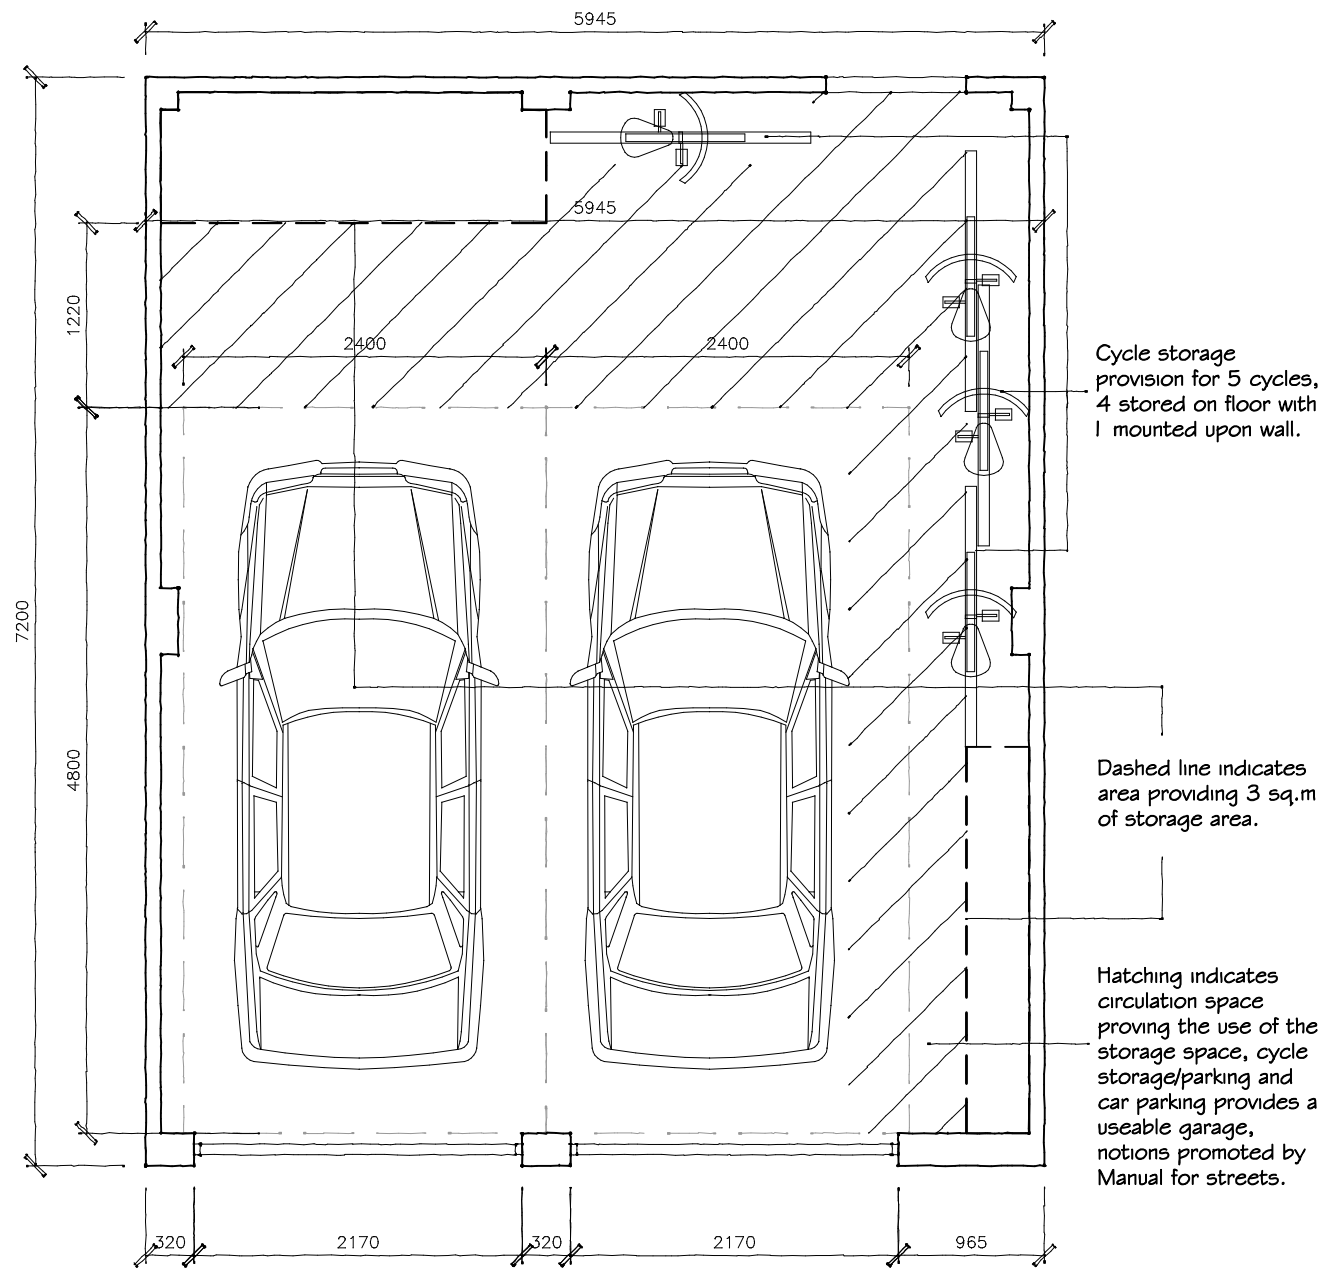 5945
5945
1220
2400
2400
Cycle storage
provision for 5 cycles,
4 stored on floor with
1 mounted upon wall.
7200
4800
Dashed line indicates
area providing 3 sq.m
of storage area.
Hatching indicates
circulation space
proving the use of the
storage space, cycle
storage/parking and
car parking provides a
useable garage,
notions promoted by
Manual for streets.
320
2170
320
2170
965